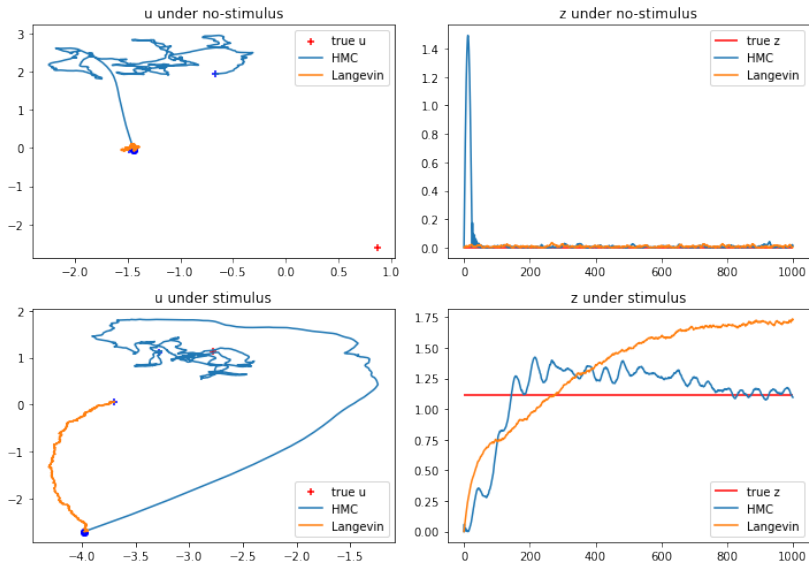 u under no-stimulus
3
2
1
0
−1
−2
−2.0 −1.5 −1.0 −0.5 0.0 0.5 1.0
true u
HMC
Langevin
z under no-stimulus
1.4
1.2
1.0
0.8
0.6
0.4
0.2
0.0
0 200 400 600 800 1000
true z
HMC
Langevin
u under stimulus
2
1
0
−1
−2
−4.0 −3.5 −3.0 −2.5 −2.0 −1.5
true u
HMC
Langevin
z under stimulus
1.75
1.50
1.25
1.00
0.75
0.50
0.25
0.00
0 200 400 600 800 1000
true z
HMC
Langevin